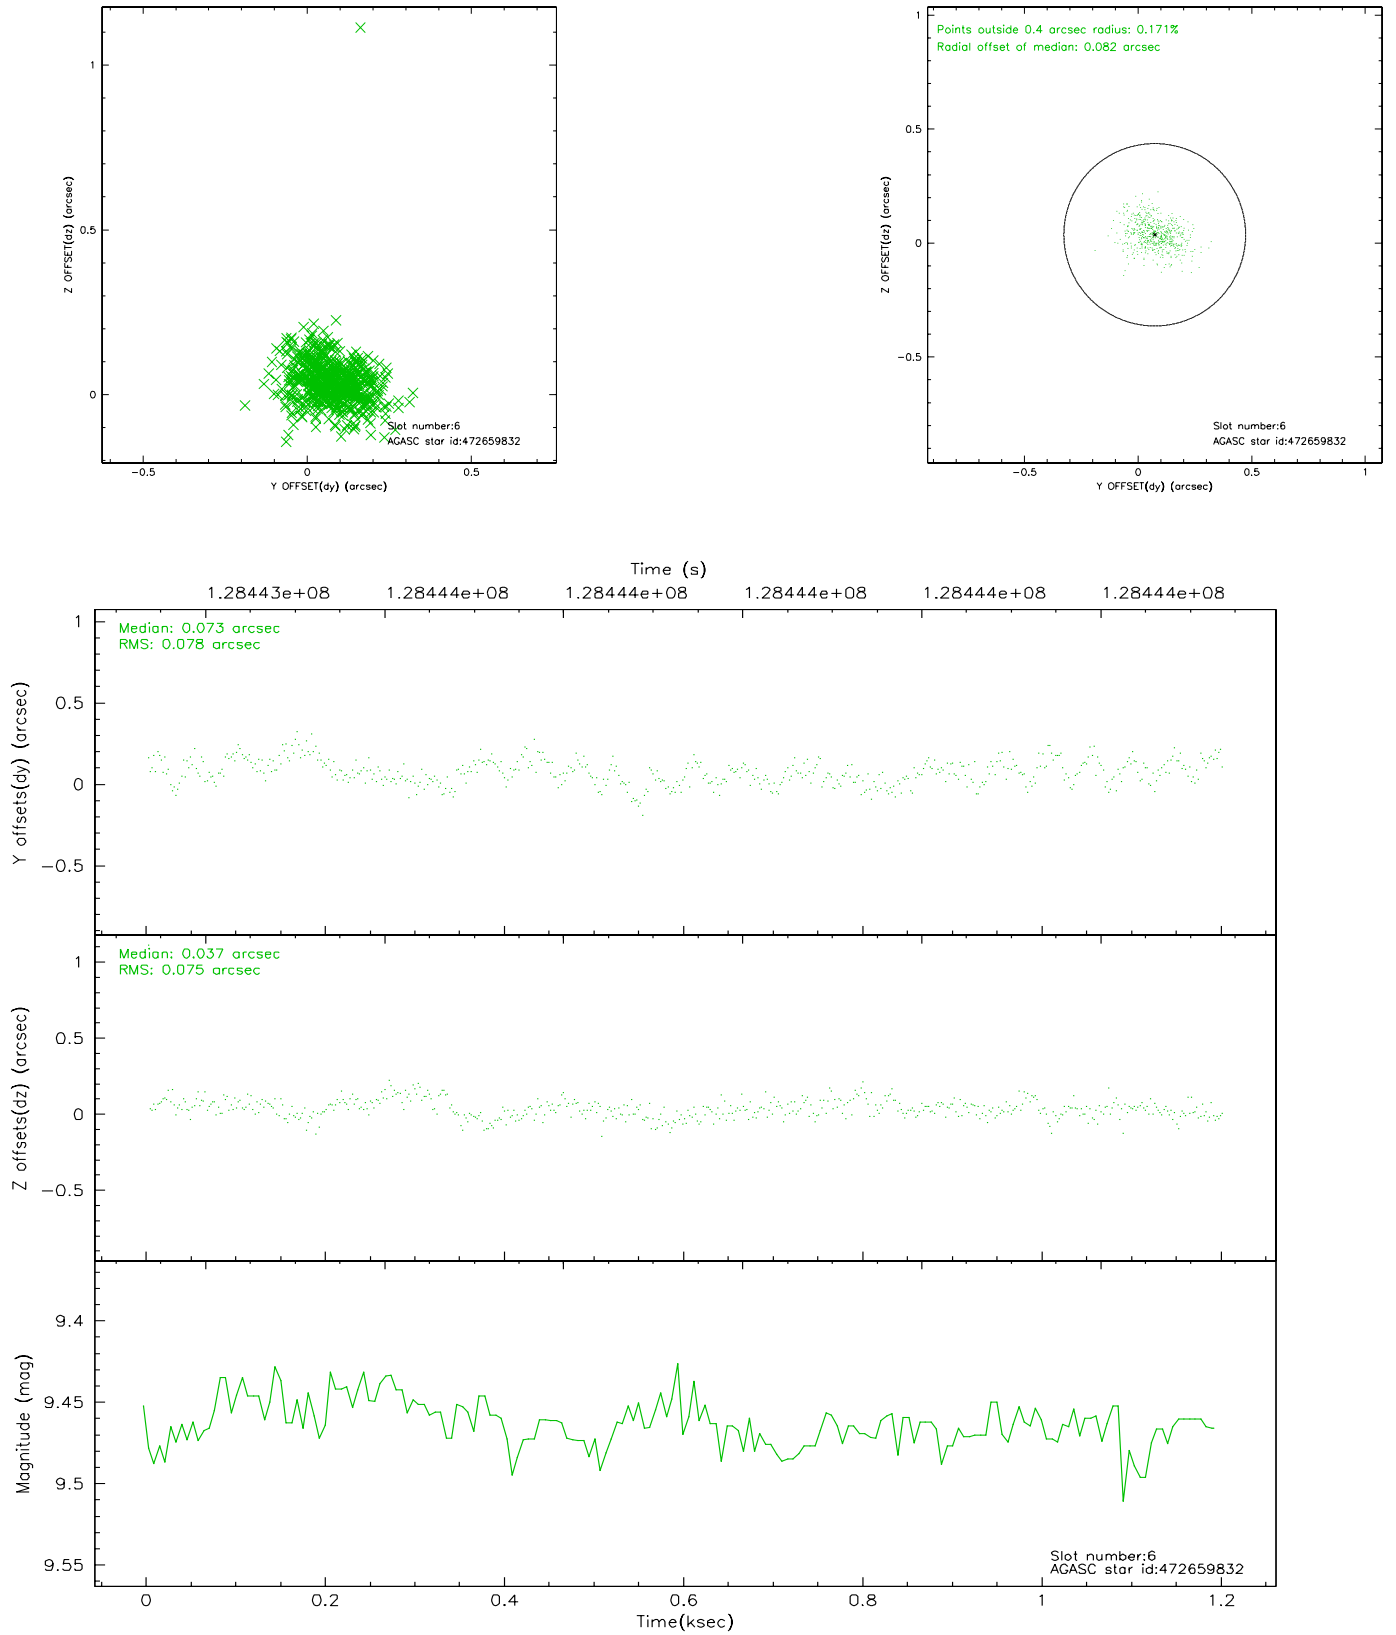 1
0.5
0
Z OFFSET(dz) (arcsec)
-0.5
0
0.5
Y OFFSET(dy) (arcsec)
Slot number:6
AGASC star id:472659832
Points outside 0.4 arcsec radius: 0.171%
Radial offset of median: 0.082 arcsec
1
0.5
0
-0.5
Z OFFSET(dz) (arcsec)
Slot number:6
AGASC star id:472659832
-0.5
0
0.5
1
Y OFFSET(dy) (arcsec)
Time (s)
1.28443e+08 1.28444e+08 1.28444e+08 1.28444e+08 1.28444e+08 1.28444e+08
Median: 0.073 arcsec
RMS: 0.078 arcsec
1
0.5
0
-0.5
Y offsets(dy) (arcsec)
Median: 0.037 arcsec
RMS: 0.075 arcsec
1
0.5
0
-0.5
Z offsets(dz) (arcsec)
9.4
9.45
9.5
9.55
Magnitude (mag)
Slot number:6
AGASC star id:472659832
0 0.2 0.4 0.6 0.8 1 1.2
Time(ksec)